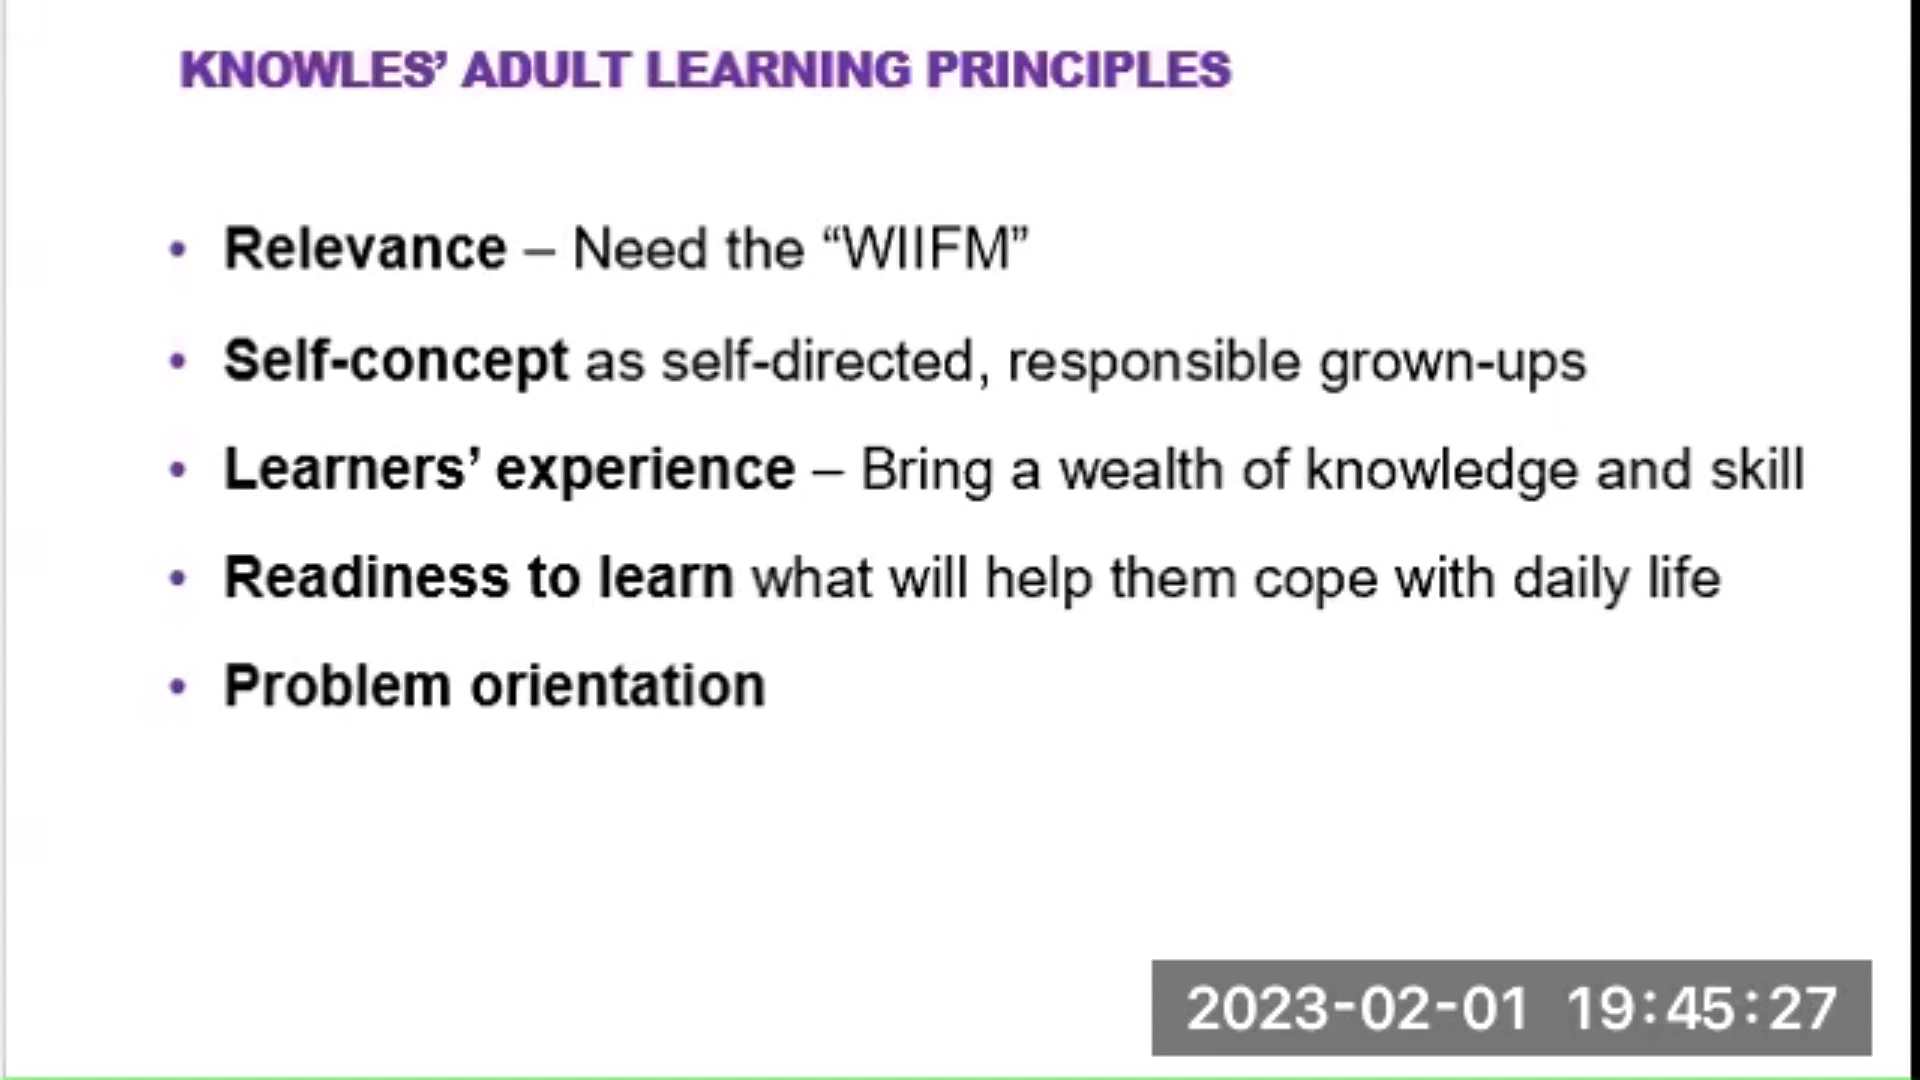 KNOWLES’ ADULT LEARNING PRINCIPLES
• Relevance – Need the “WIIFM”
• Self-concept as self-directed, responsible grown-ups
• Learners’ experience – Bring a wealth of knowledge and skill
• Readiness to learn what will help them cope with daily life
• Problem orientation
2023-02-01 19:45:27